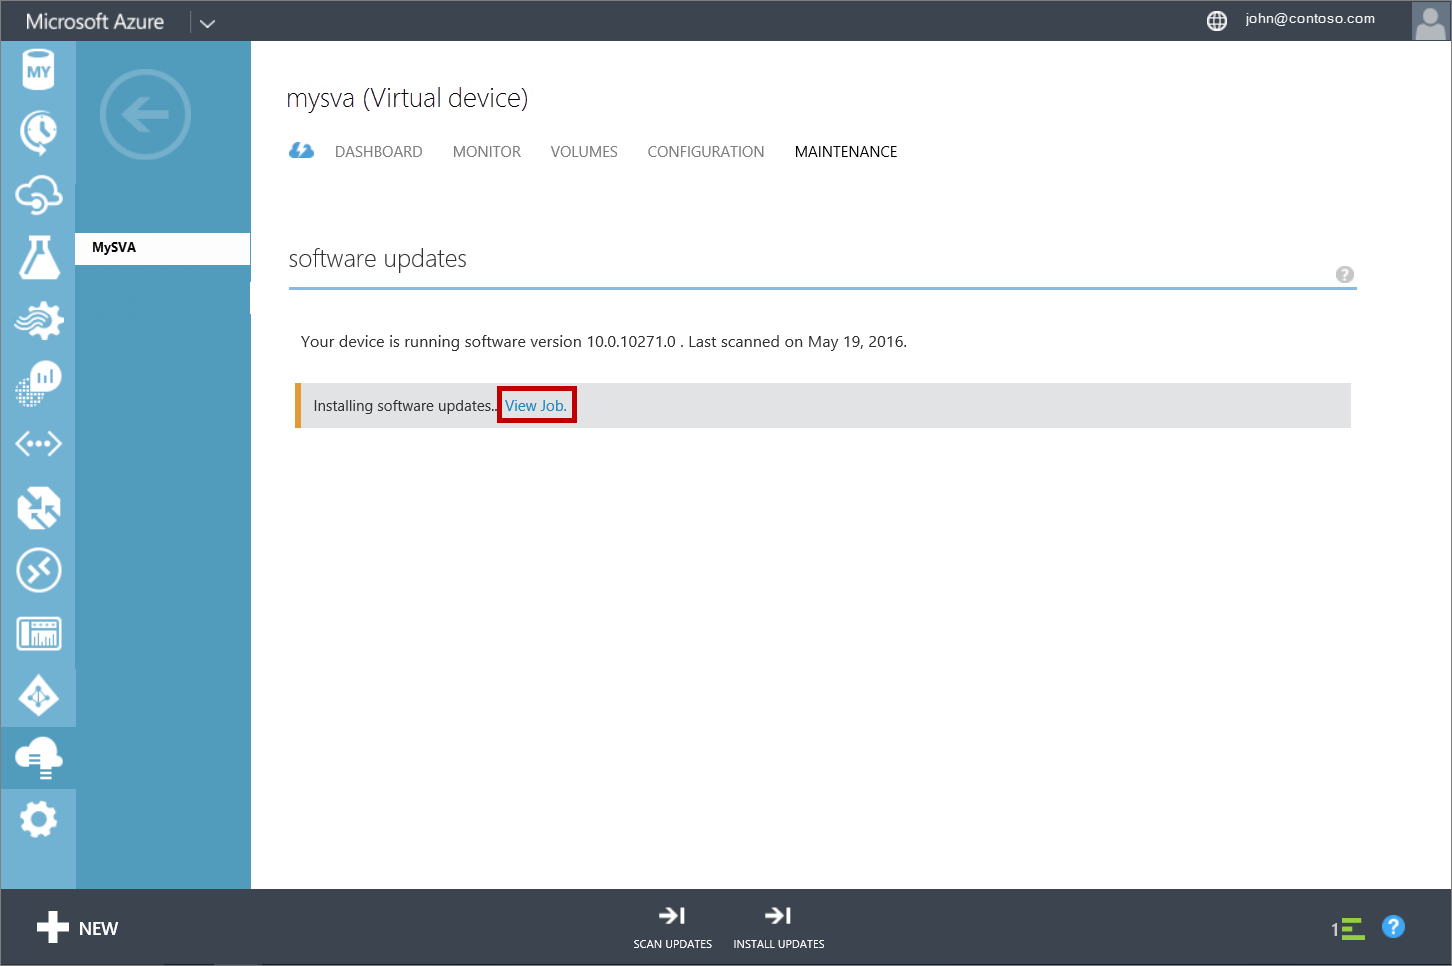 Microsoft Azure
john@contoso.com
MY
mysva (Virtual device)
DASHBOARD MONITOR VOLUMES CONFIGURATION MAINTENANCE
MySVA
software updates
?
Your device is running software version 10.0.10271.0 . Last scanned on May 19, 2016.
Installing software updates.. View Job.
NEW
SCAN UPDATES INSTALL UPDATES
1
?